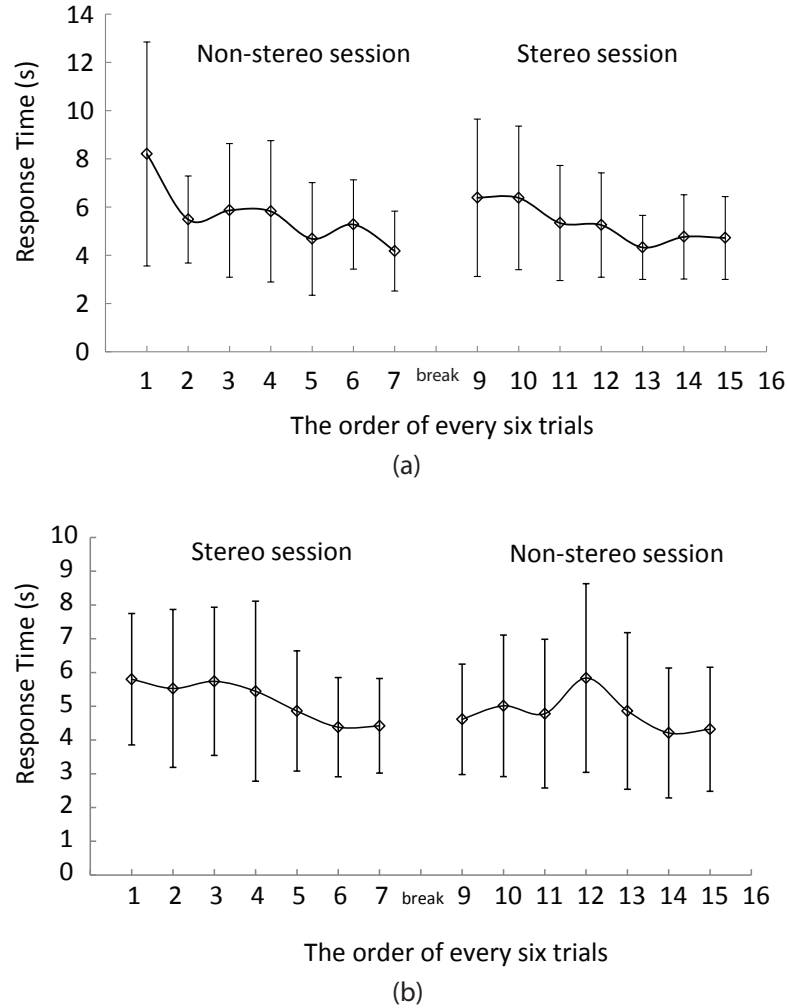 14
12
10
8
6
4
2
0
Response Time (s)
Non-stereo session
Stereo session
1 2 3 4 5 6 7 break 9 10 11 12 13 14 15 16
The order of every six trials
(a)
10
9
8
7
6
5
4
3
2
1
0
Response Time (s)
Stereo session
Non-stereo session
1 2 3 4 5 6 7 break 9 10 11 12 13 14 15 16
The order of every six trials
(b)